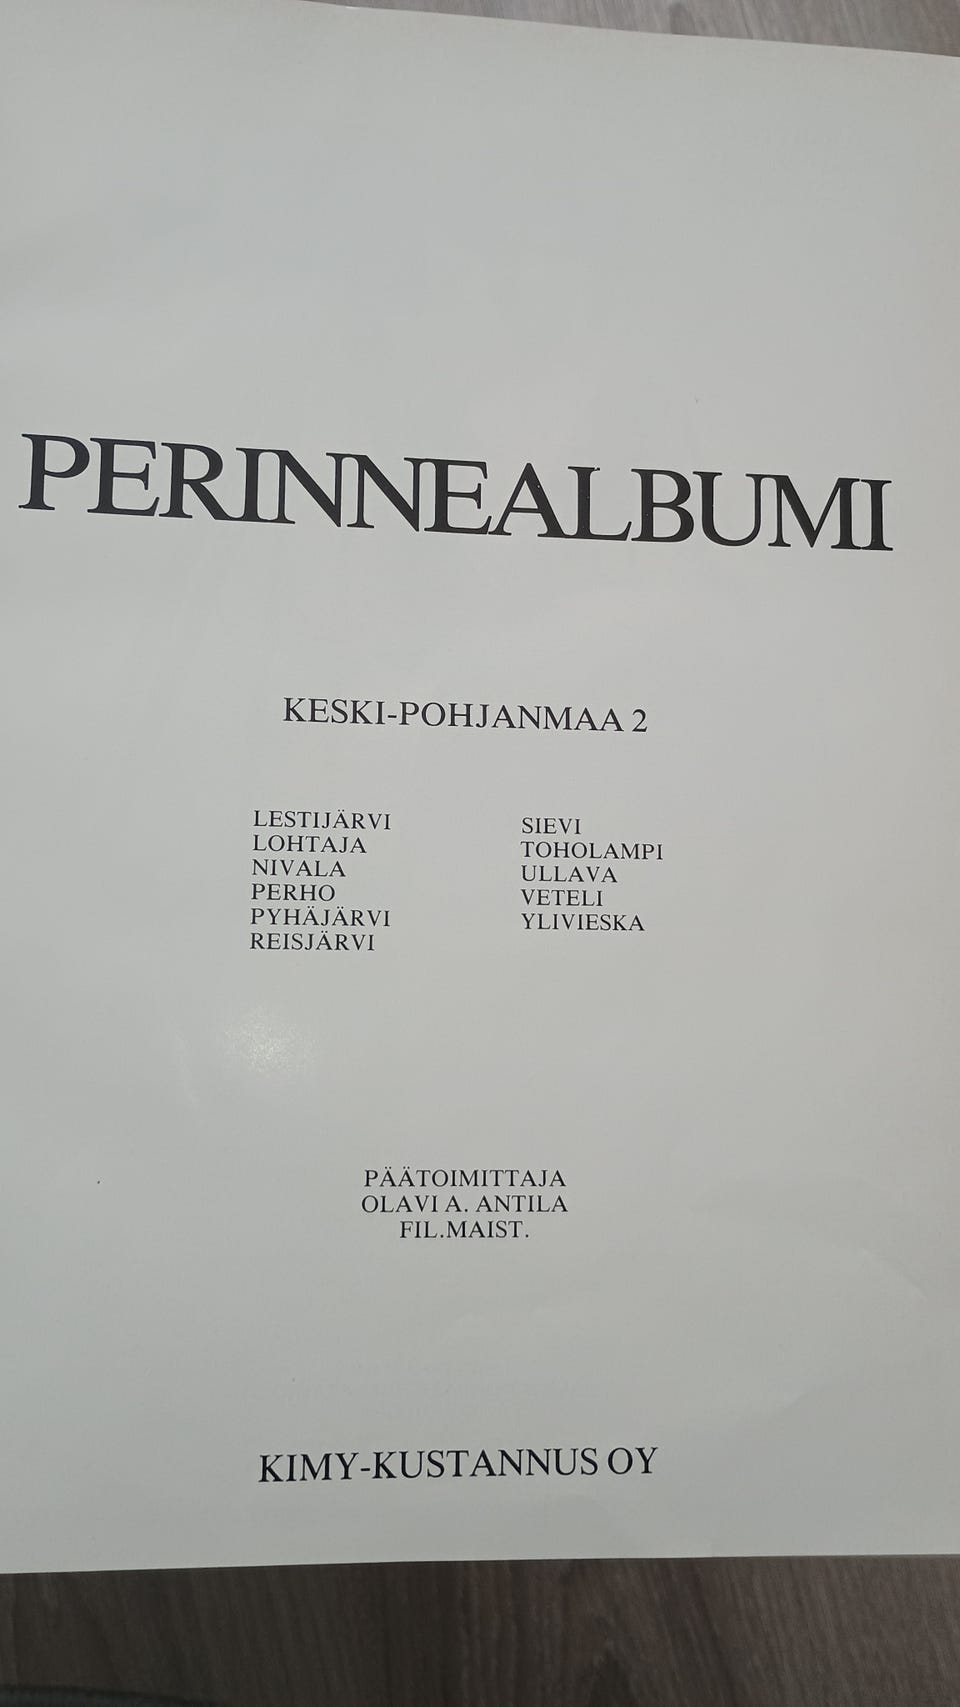 PERINNEALBUMI
KESKI-POHJANMAA 2
LESTIJÄRVI
LOHTAJA
NIVALA
PERHO
PYHÄJÄRVI
REISJÄRVI
SIEVI
TOHOLAMPI
ULLAVA
VETELI
YLIVIESKA
PÄÄTOIMITTAJA
OLAVI A. ANTILA
FIL.MAIST.
KIMY-KUSTANNUS OY